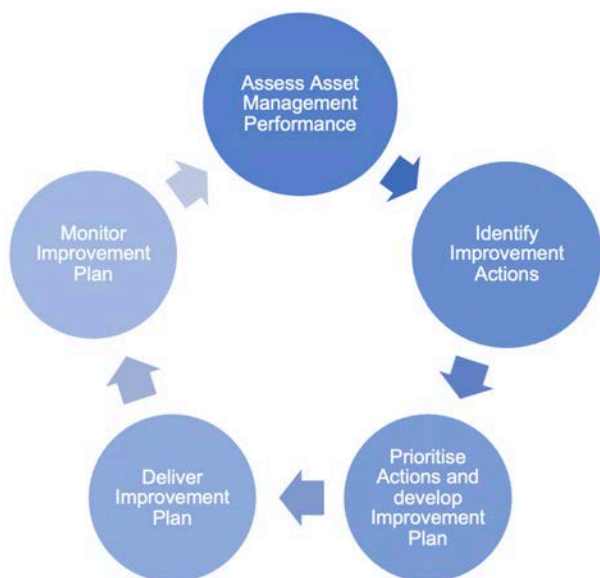 Assess Asset
Management
Performance
Identify
Improvement
Actions
Prioritise
Actions and
develop
Improvement
Plan
Deliver
Improvement
Plan
Monitor
Improvement
Plan